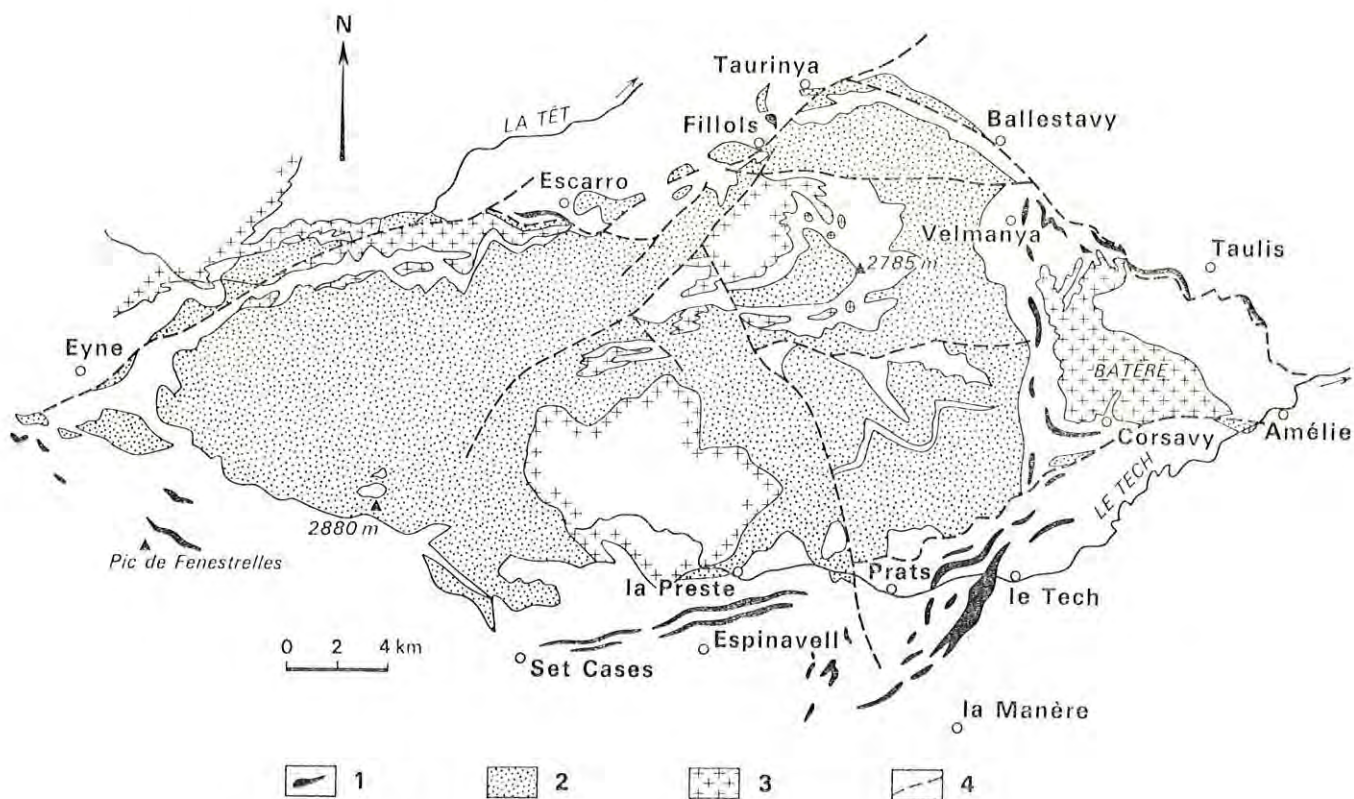 N
Taurinya
LA TÊT
Fillols
Ballestavy
Escarro
Velmanya
2785 m
Taulis
Eyne
BATÈRE
Corsavy
Amélie
LE TECH
2880 m
Pic de Fenestrelles
Prats
la Preste
le Tech
0 2 4 km
Espinavell
Set Cases
la Manère
1 2 3 4